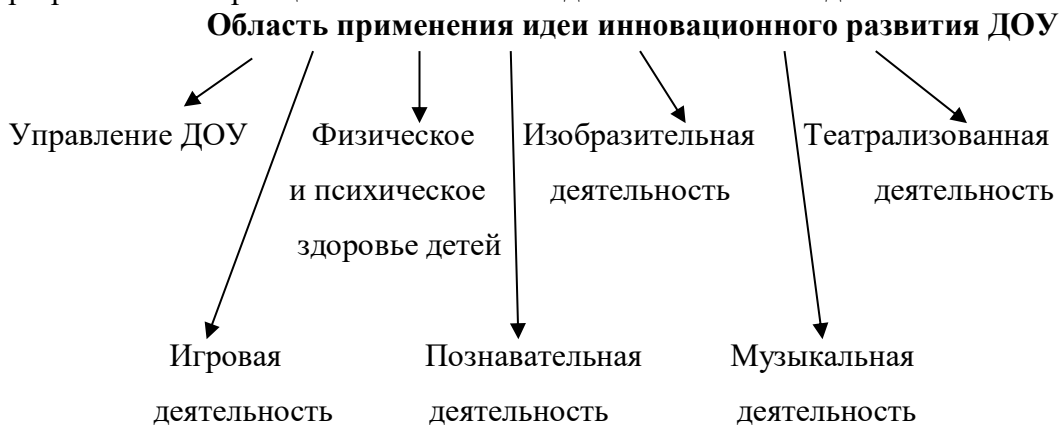 Область применения идеи инновационного развития ДОУ
Управление ДОУ Физическое Изобразительная Театрализованная
и психическое деятельность деятельность
здоровье детей
Игровая Познавательная Музыкальная
деятельность деятельность деятельность